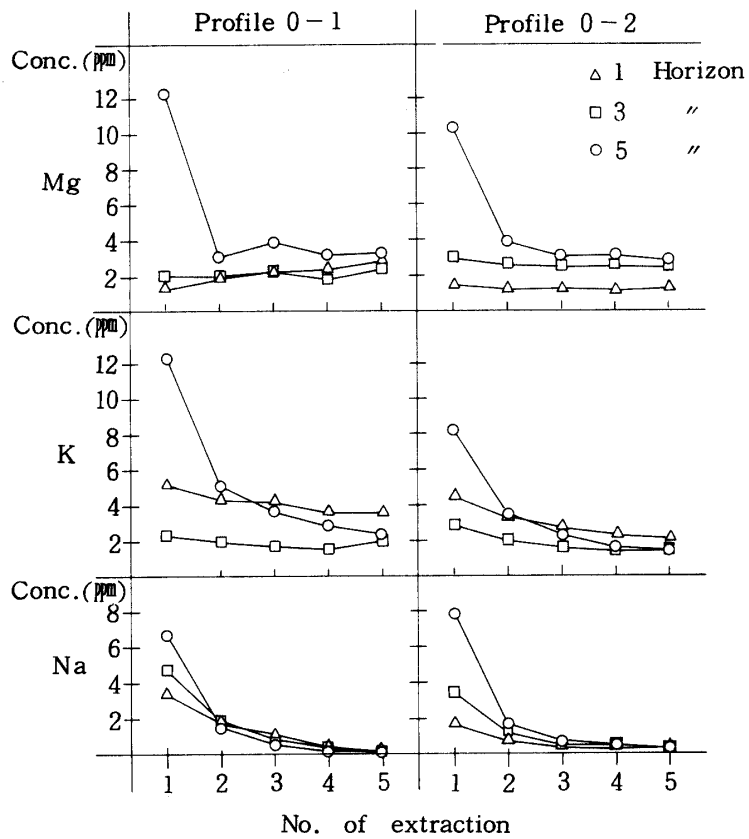 Profile 0-1 Profile 0-2
Conc.(ppm)
△ 1 Horizon
□ 3 〃
○ 5 〃
12
10
8
Mg
6
4
2
Conc.(ppm)
12
10
8
K
6
4
2
Conc.(ppm)
8
6
Na
4
2
1 2 3 4 5 1 2 3 4 5
No. of extraction